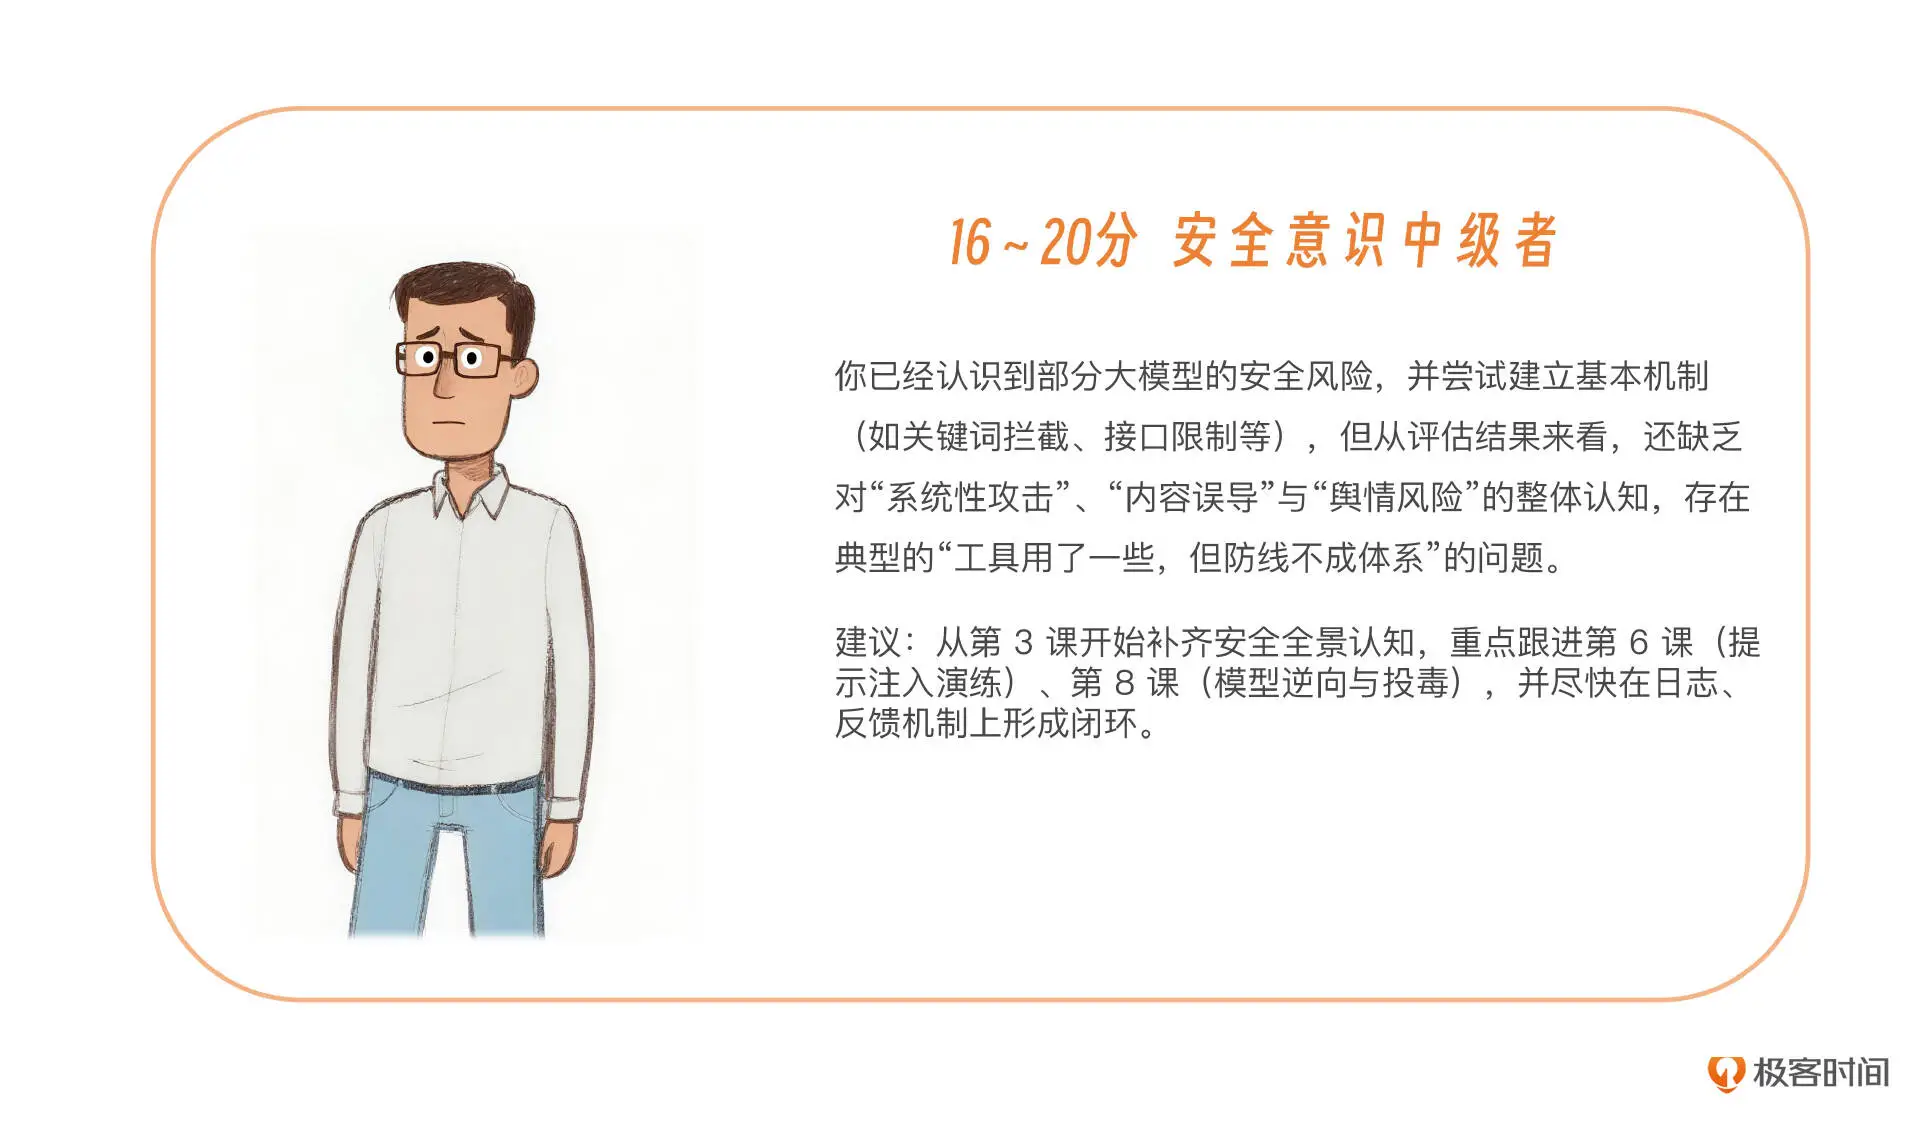 16~20分 安全意识中级者
你已经认识到部分大模型的安全风险，并尝试建立基本机制
（如关键词拦截、接口限制等），但从评估结果来看，还缺乏
对“系统性攻击”、“内容误导”与“舆情风险”的整体认知，存在
典型的“工具用了一些，但防线不成体系”的问题。
建议：从第 3 课开始补齐安全全景认知，重点跟进第 6 课（提
示注入演练）、第 8 课（模型逆向与投毒），并尽快在日志、
反馈机制上形成闭环。
极客时间